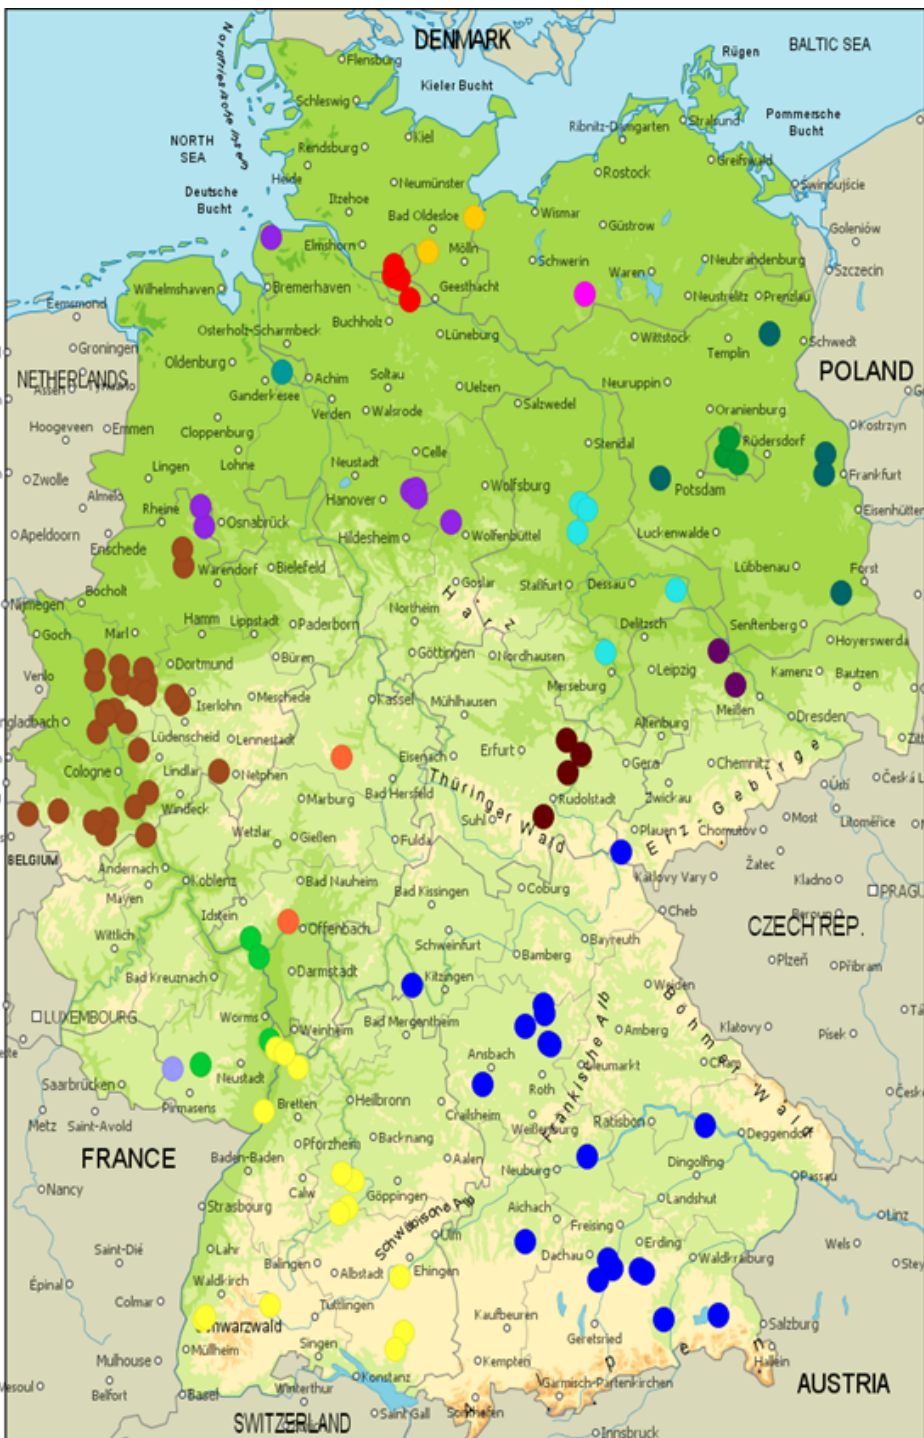 DENMARK
BALTIC SEA
Rügen
Flensburg
Kieler Bucht
Schleswig
Pommersche
Bucht
Stralsund
Ribnitz-Damgarten
NORTH
SEA
Kiel
Rendsburg
Greifswald
Rostock
Heide
Neumünster
Świnoujście
Deutsche
Bucht
Itzehoe
Bad Oldesloe
Wismar
Güstrow
Goleniów
Elmshorn
Mölln
Schwerin
Waren
Neubrandenburg
Szczecin
Wilhelmshaven
Bremerhaven
Geesthacht
Neustrelitz
Prenzlau
Eemsmond
Buchholz
Osterholz-Scharmbeck
Lüneburg
Wittstock
Templin
Schwedt
Groningen
Oldenburg
NETHERLANDS
Assen
Achim
Soltau
Uelzen
Neuruppin
POLAND
Ganderkesee
Verden
Walsrode
Salzwedel
Oranienburg
Hoogeveen
Emmen
Cloppenburg
Kostrzyn
Rüdersdorf
Stendal
Celle
Lohne
Neustadt
Lingen
Zwolle
Wolfsburg
Frankfurt
Potsdam
Almelo
Hanover
Rheine
Osnabrück
Eisenhütten
Apeldoorn
Enschede
Hildesheim
Wolfenbüttel
Luckenwalde
Warendorf
Bielefeld
Goslar
Staßfurt
Dessau
Lübbenau
Forst
Bocholt
Nijmegen
Harz
Northeim
Goch
Marl
Hamm
Lippstadt
Paderborn
Delitzsch
Senftenberg
Hoyerswerda
Dortmund
Büren
Göttingen
Nordhausen
Venlo
Merseburg
Leipzig
Kamenz
Bautzen
Iserlohn
Meschede
Kassel
Mühlhausen
Meißen
ngladbach
Lüdenscheid
Lennestadt
Altenburg
Dresden
Erfurt
Eisenach
Gera
Chemnitz
Cologne
Lindlar
Netphen
Thüringer Wald
Bad Hersfeld
Erz-Gebirge
Ústí
Česká L
Windeck
Marburg
Rudolstadt
Zwickau
Suhl
Most
Litoměřice
Wetzlar
Gießen
Fulda
Plauen
Chomutov
BELGIUM
Žatec
Andernach
Koblenz
Bad Nauheim
Coburg
Karlovy Vary
Kladno
Mayen
Bad Kissingen
PRAGU
Idstein
Cheb
Beroun
Offenbach
CZECH REP.
Wittlich
Schweinfurt
Bayreuth
Bamberg
Plzeň
Příbram
Bad Kreuznach
Darmstadt
Kitzingen
Weiden
LUXEMBOURG
Worms
Weinheim
Bad Mergentheim
Fränkische Alb
Böhmer Wald
Amberg
Klatovy
Písek
Ansbach
Neumarkt
Cham
Saarbrücken
Neustadt
Roth
Pirmasens
Bretten
Heilbronn
Crailsheim
Weißenburg
Ratisbon
Metz
Saint-Avold
Deggendorf
Pforzheim
Backnang
FRANCE
Baden-Baden
Aalen
Neuburg
Dingolfing
Passau
Nancy
Calw
Göppingen
Strasbourg
Landshut
Aichach
Linz
Schwäbische Alb
Freising
Ulm
Wels
Saint-Dié
Lahr
Erding
Dachau
Waldkraiburg
Balingen
Albstadt
Ehingen
Épinal
Waldkirch
Colmar
Tuttlingen
Kaufbeuren
Schwarzwald
Geretsried
Salzburg
Müllheim
Singen
Hallein
Mulhouse
Kempten
Konstanz
Vesoul
Belfort
Basel
Winterthur
Garmisch-Partenkirchen
AUSTRIA
SWITZERLAND
Saint Gall
Sonthofen
Innsbruck